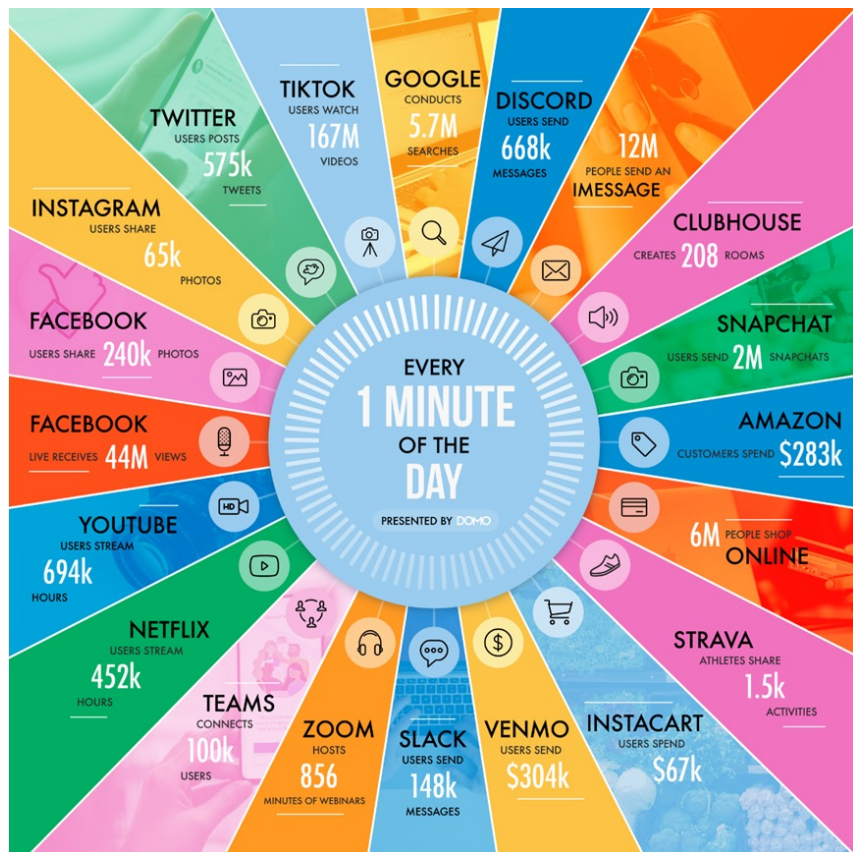 TWITTER
USERS POSTS
575k
TWEETS
TIKTOK
USERS WATCH
167M
VIDEOS
GOOGLE
CONDUCTS
5.7M
SEARCHES
DISCORD
USERS SEND
668k
MESSAGES
12M
PEOPLE SEND AN
IMESSAGE
CLUBHOUSE
CREATES 208 ROOMS
SNAPCHAT
USERS SEND 2M SNAPCHATS
AMAZON
CUSTOMERS SPEND $283k
6M PEOPLE SHOP
ONLINE
STRAVA
ATHLETES SHARE
1.5k
ACTIVITIES
INSTACART
USERS SPEND
$67k
VENMO
USERS SEND
$304k
SLACK
USERS SEND
148k
MESSAGES
ZOOM
HOSTS
856
MINUTES OF WEBINARS
TEAMS
CONNECTS
100k
USERS
NETFLIX
USERS STREAM
452k
HOURS
YOUTUBE
USERS STREAM
694k
HOURS
FACEBOOK
LIVE RECEIVES 44M VIEWS
FACEBOOK
USERS SHARE 240k PHOTOS
INSTAGRAM
USERS SHARE
65k
PHOTOS
HD
EVERY
1 MINUTE
OF THE
DAY
PRESENTED BY DOMO